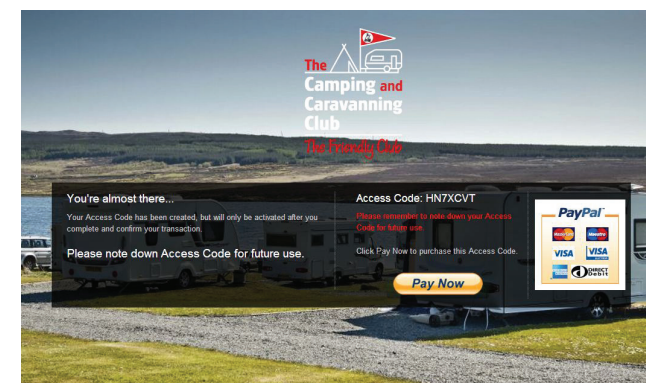 The
Camping and
Caravanning
Club
The Friendly Club
You're almost there...
Your Access Code has been created, but will only be activated after you
complete and confirm your transaction.
Please note down Access Code for future use.
Access Code: HN7XCVT
Please remember to note down your Access
Code for future use.
Click Pay Now to purchase this Access Code.
Pay Now
PayPal
MasterCard
Maestro
VISA
VISA
DIRECT
Debit